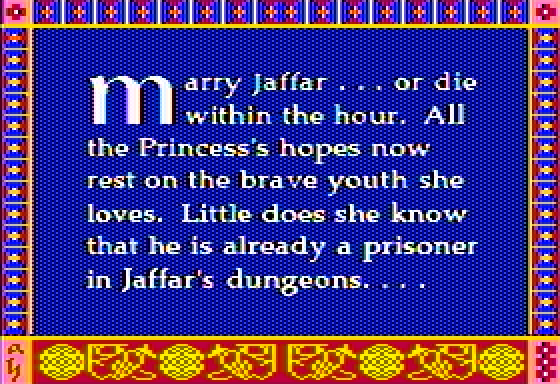 Marry Jaffar . . . or die
within the hour.  All
the Princess's hopes now
rest on the brave youth she
loves.  Little does she know
that he is already a prisoner
in Jaffar's dungeons. . . .